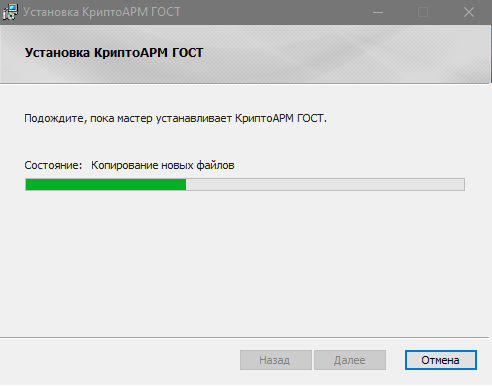 Установка КриптоАРМ ГОСТ
Установка КриптоАРМ ГОСТ
Подождите, пока мастер устанавливает КриптоАРМ ГОСТ.
Состояние: Копирование новых файлов
Назад Далее Отмена